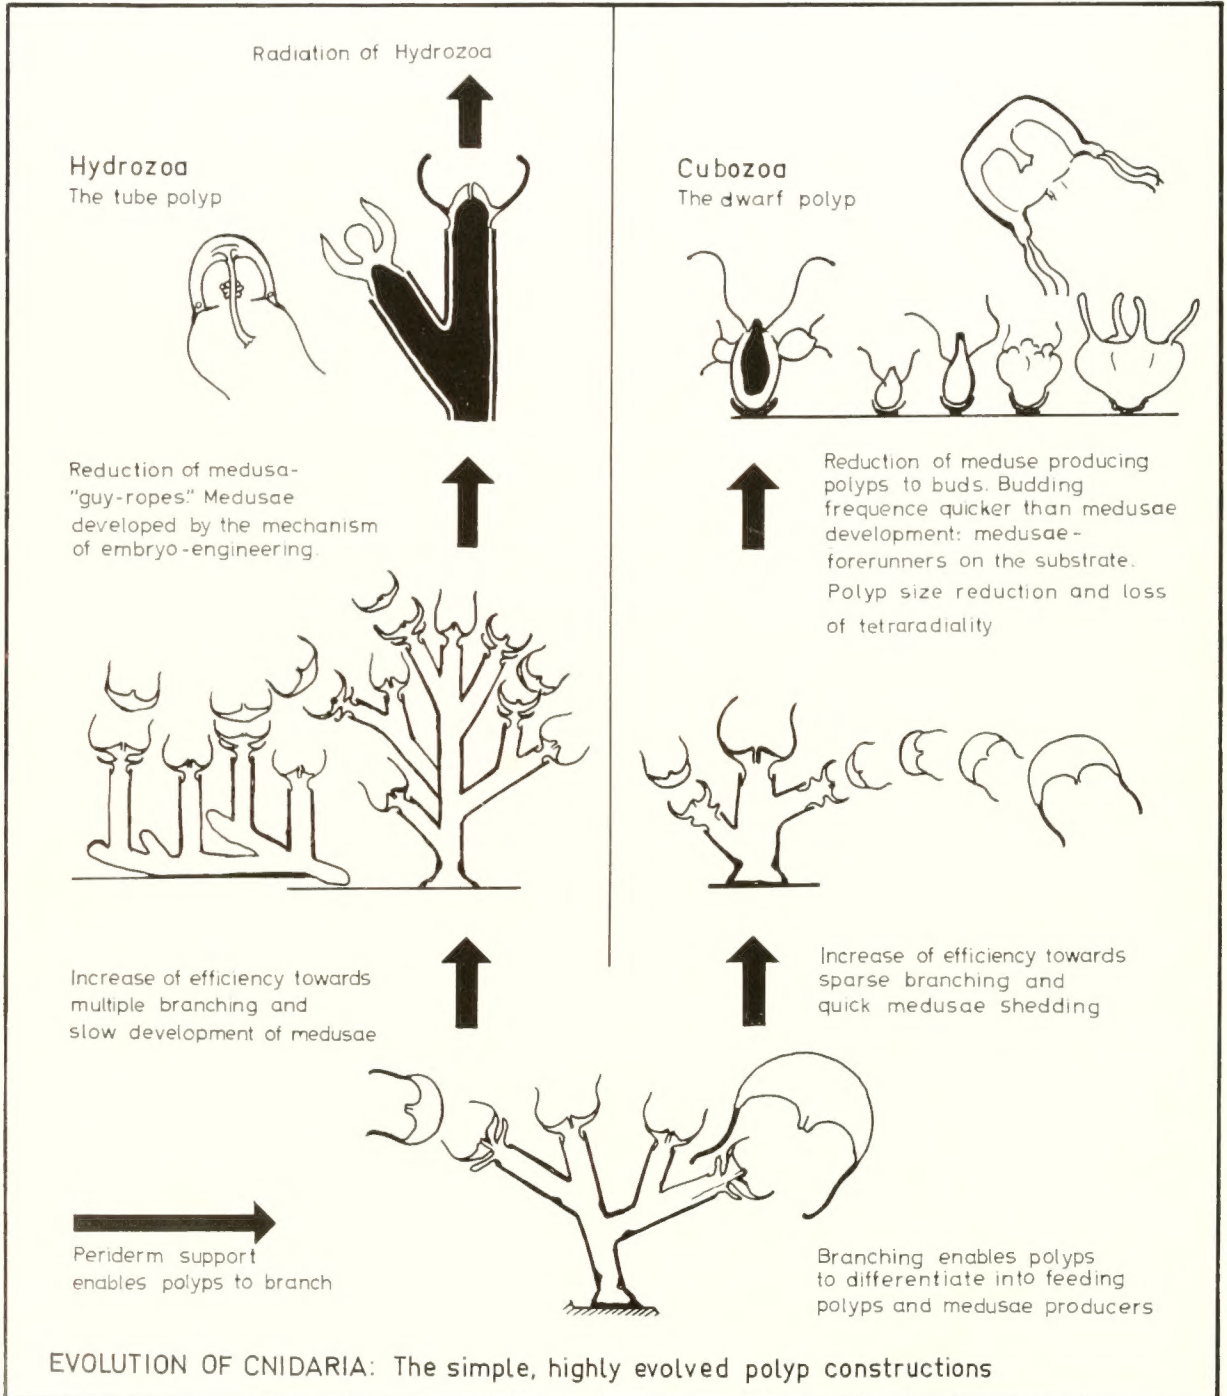 Radiation of Hydrozoa
Hydrozoa
The tube polyp
Cubozoa
The dwarf polyp
Reduction of medusa-
"guy-ropes." Medusae
developed by the mechanism
of embryo-engineering.
Reduction of meduse producing
polyps to buds. Budding
frequence quicker than medusae
development: medusae-
forerunners on the substrate.
Polyp size reduction and loss
of tetraradiality
Increase of efficiency towards
multiple branching and
slow development of medusae
Increase of efficiency towards
sparse branching and
quick medusae shedding
Periderm support
enables polyps to branch
Branching enables polyps
to differentiate into feeding
polyps and medusae producers
EVOLUTION OF CNIDARIA: The simple, highly evolved polyp constructions